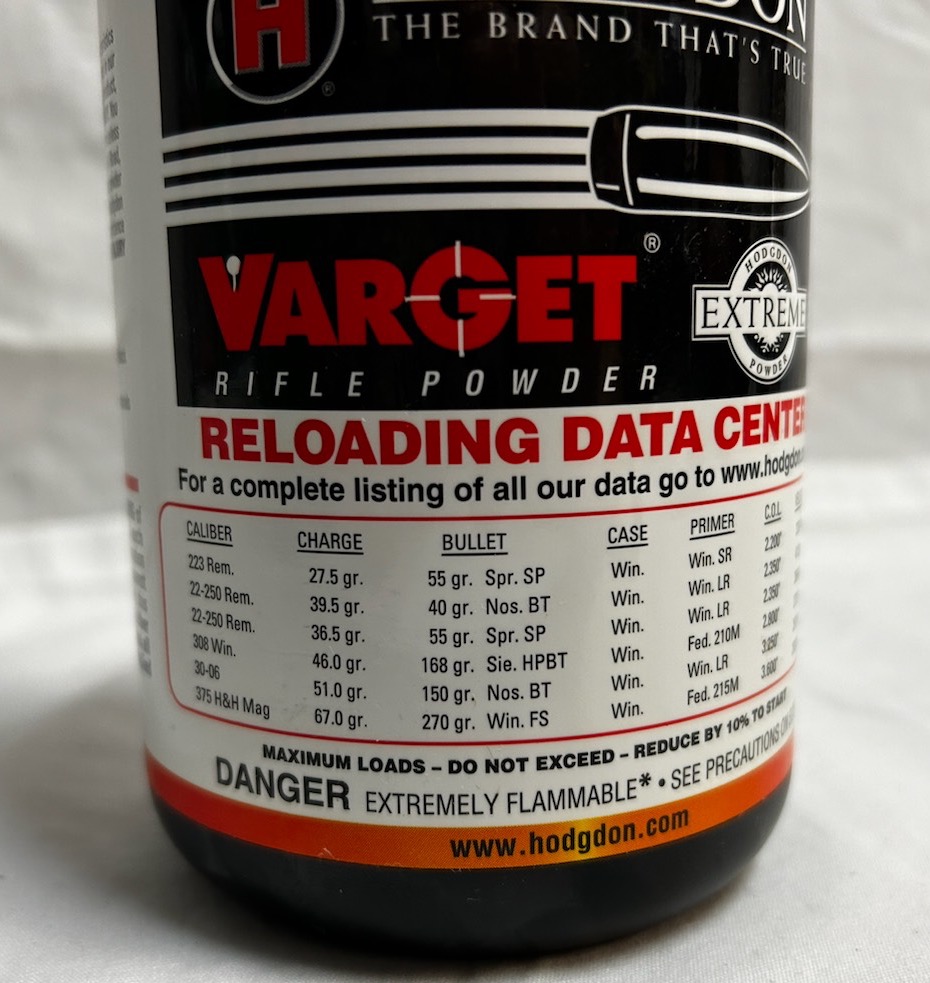 H
®
THE BRAND THAT'S TRUE
VARGET®
RIFLE POWDER
HODGDON
EXTREME
POWDER
RELOADING DATA CENTER
For a complete listing of all our data go to www.hodgdon
CALIBER CHARGE BULLET CASE PRIMER C.O.L.
223 Rem. 27.5 gr. 55 gr. Spr. SP Win. Win. SR 2.200"
22-250 Rem. 39.5 gr. 40 gr. Nos. BT Win. Win. LR 2.350"
22-250 Rem. 36.5 gr. 55 gr. Spr. SP Win. Win. LR 2.350"
308 Win. 46.0 gr. 168 gr. Sie. HPBT Win. Fed. 210M 2.800"
30-06 51.0 gr. 150 gr. Nos. BT Win. Win. LR 3.250"
375 H&H Mag 67.0 gr. 270 gr. Win. FS Win. Fed. 215M 3.600"
MAXIMUM LOADS – DO NOT EXCEED – REDUCE BY 10% TO START
DANGER EXTREMELY FLAMMABLE* • SEE PRECAUTIONS ON
www.hodgdon.com